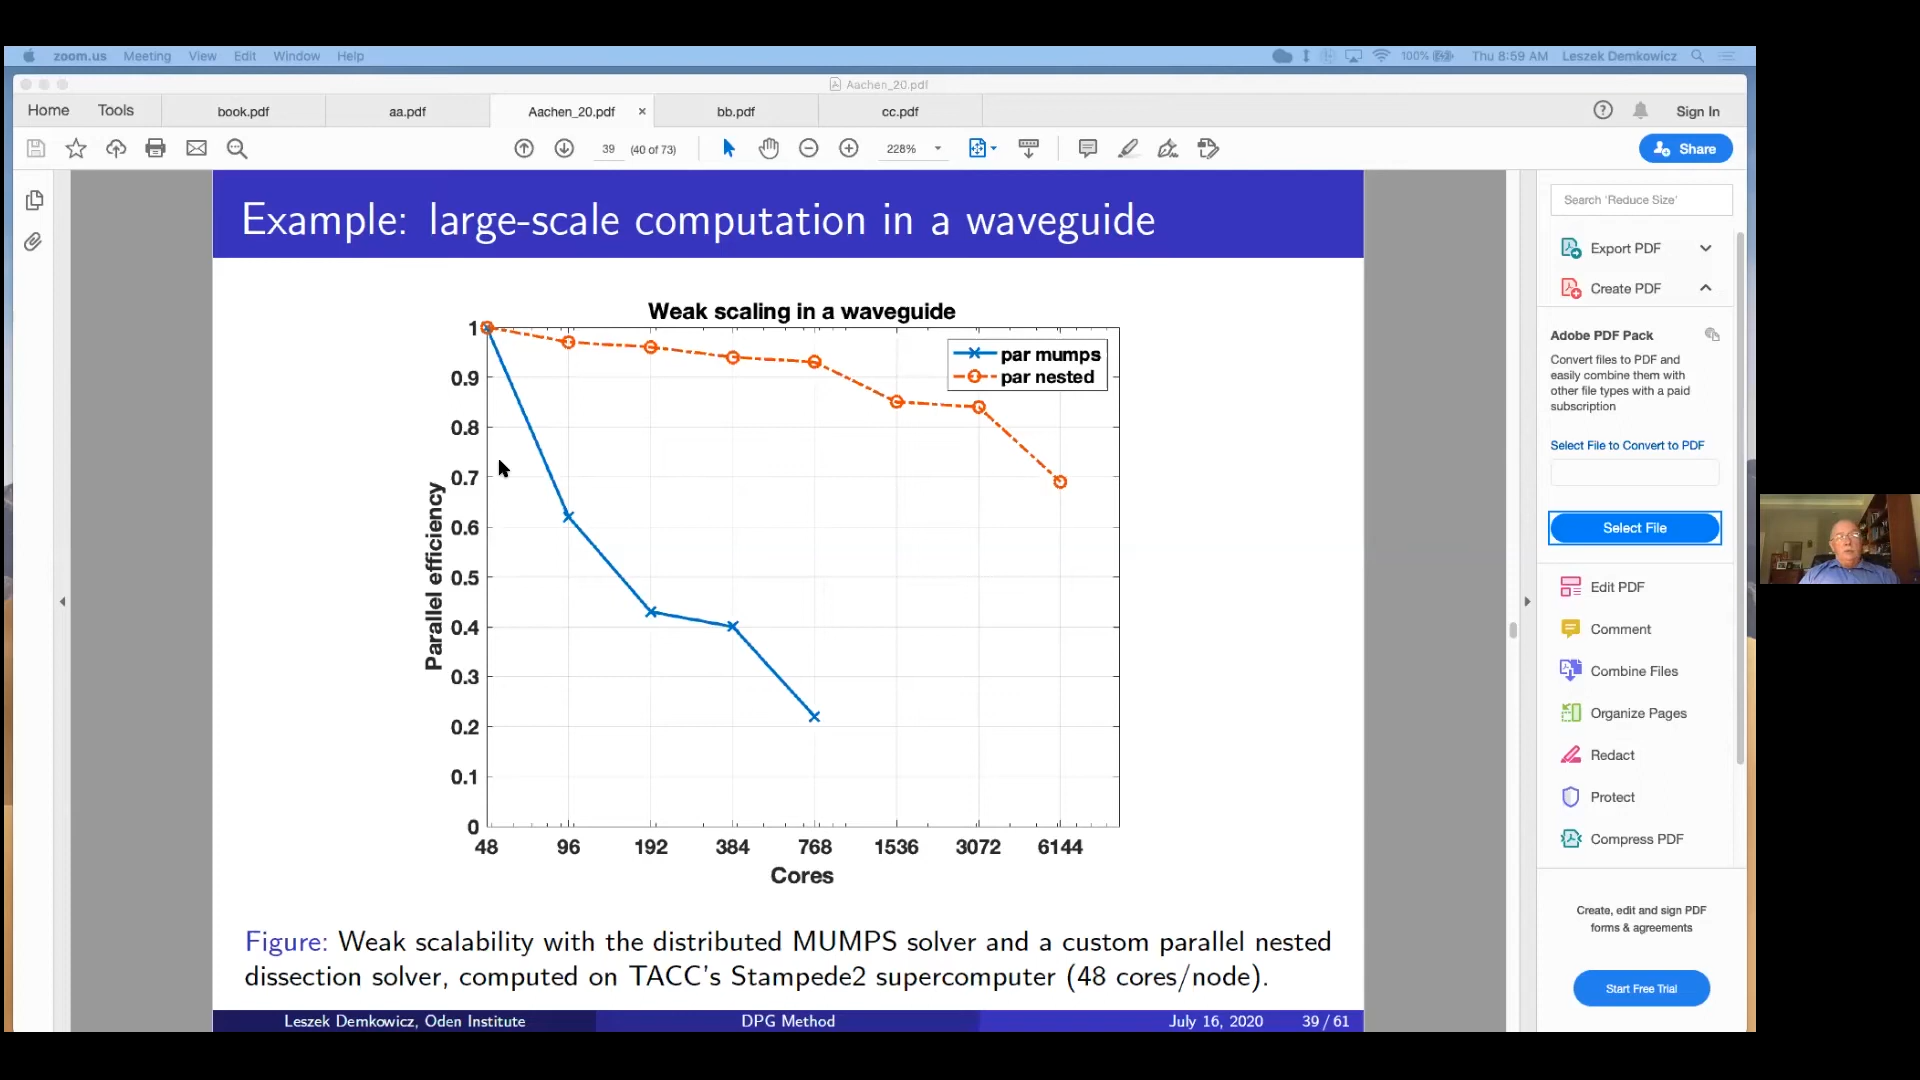 zoom.us Meeting View Edit Window Help 100% Thu 8:59 AM Leszek Demkowicz
Aachen_20.pdf
Home Tools book.pdf aa.pdf Aachen_20.pdf × bb.pdf cc.pdf Sign In
39 (40 of 73) 228% Share
Example: large-scale computation in a waveguide
Weak scaling in a waveguide
par mumps
par nested
Parallel efficiency
1
0.9
0.8
0.7
0.6
0.5
0.4
0.3
0.2
0.1
0
48 96 192 384 768 1536 3072 6144
Cores
Figure: Weak scalability with the distributed MUMPS solver and a custom parallel nested
dissection solver, computed on TACC's Stampede2 supercomputer (48 cores/node).
Leszek Demkowicz, Oden Institute DPG Method July 16, 2020 39/61
Search 'Reduce Size'
Export PDF
Create PDF
Adobe PDF Pack
Convert files to PDF and
easily combine them with
other file types with a paid
subscription
Select File to Convert to PDF
Select File
Edit PDF
Comment
Combine Files
Organize Pages
Redact
Protect
Compress PDF
Create, edit and sign PDF
forms & agreements
Start Free Trial